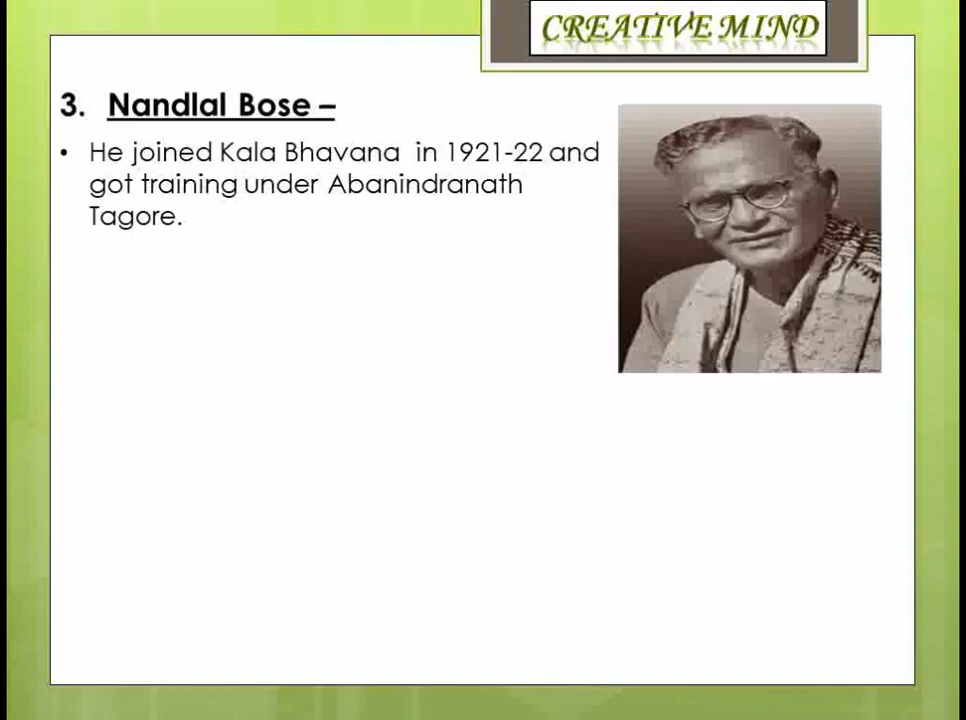 CREATIVE MIND
3. Nandlal Bose –
• He joined Kala Bhavana in 1921-22 and
got training under Abanindranath
Tagore.